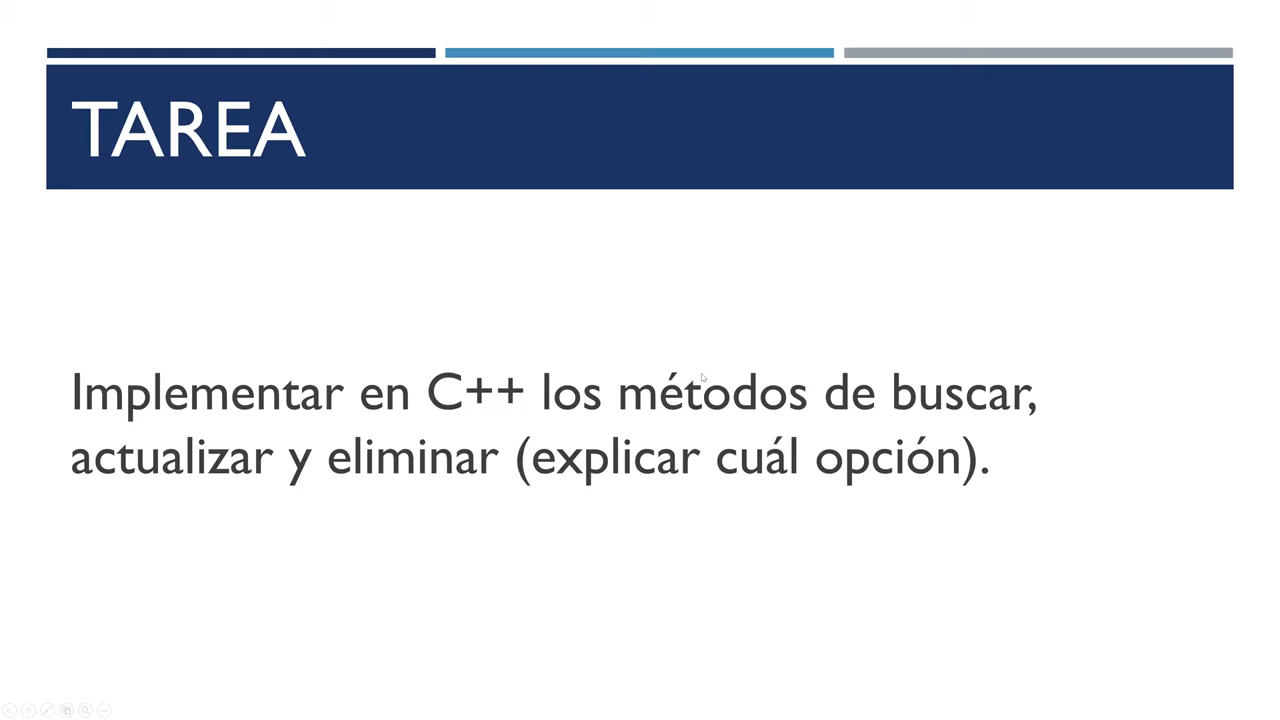 TAREA
Implementar en C++ los métodos de buscar,
actualizar y eliminar (explicar cuál opción).